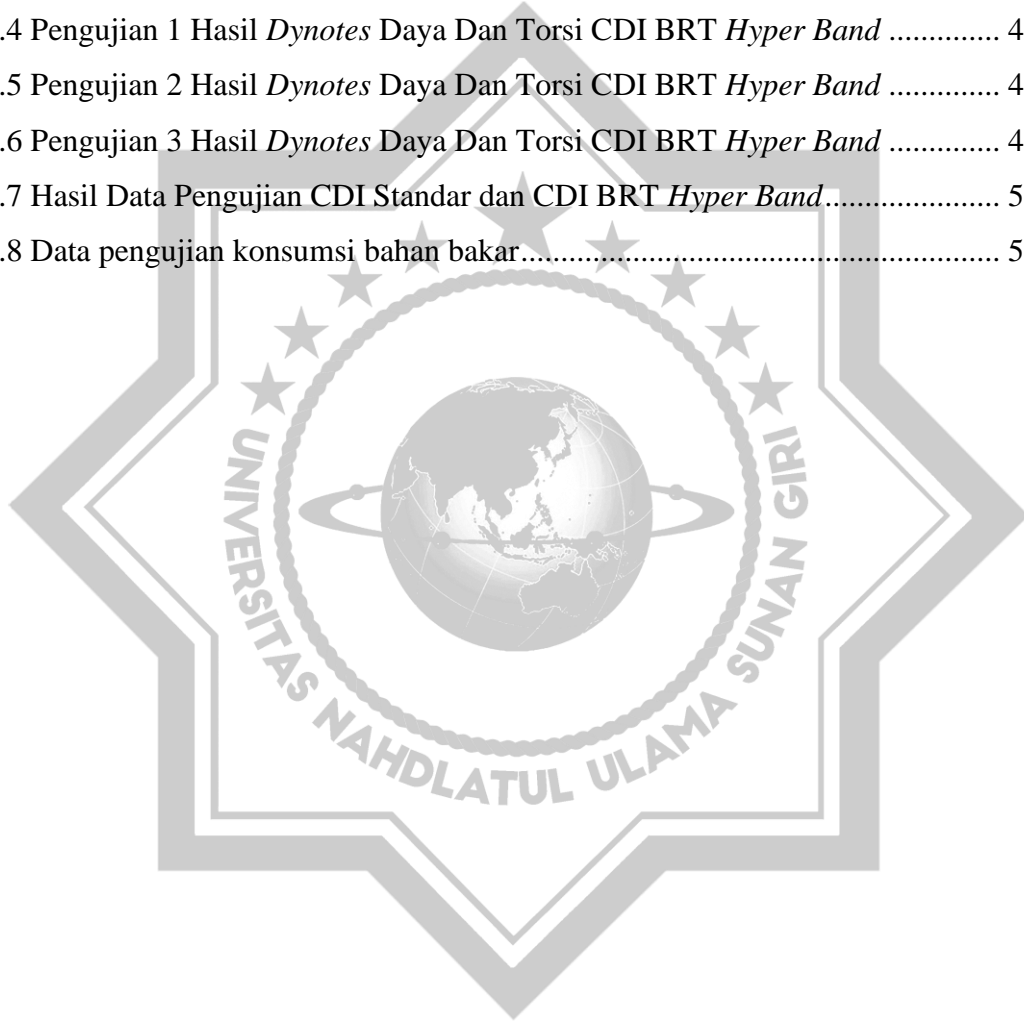 .4 Pengujian 1 Hasil Dynotes Daya Dan Torsi CDI BRT Hyper Band .............. 4
.5 Pengujian 2 Hasil Dynotes Daya Dan Torsi CDI BRT Hyper Band .............. 4
.6 Pengujian 3 Hasil Dynotes Daya Dan Torsi CDI BRT Hyper Band .............. 4
.7 Hasil Data Pengujian CDI Standar dan CDI BRT Hyper Band...................... 5
.8 Data pengujian konsumsi bahan bakar............................................................ 5
UNIVERSITAS NAHDLATUL ULAMA SUNAN GIRI